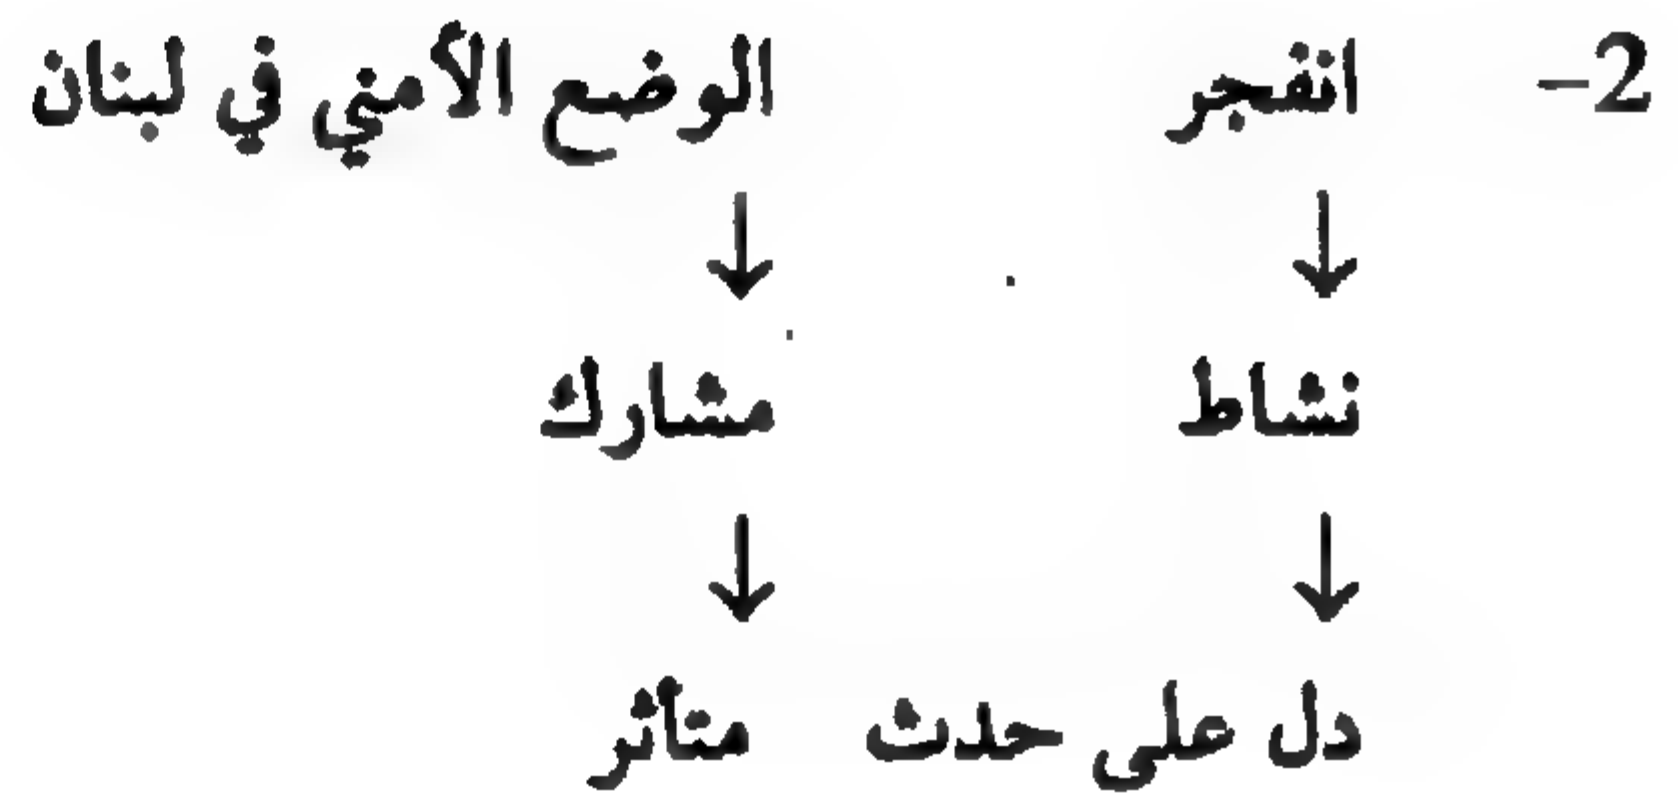 2- انفجر الوضع الأمني في لبنان
↓ ↓
نشاط مشارك
↓ ↓
دل على حدث متأثر